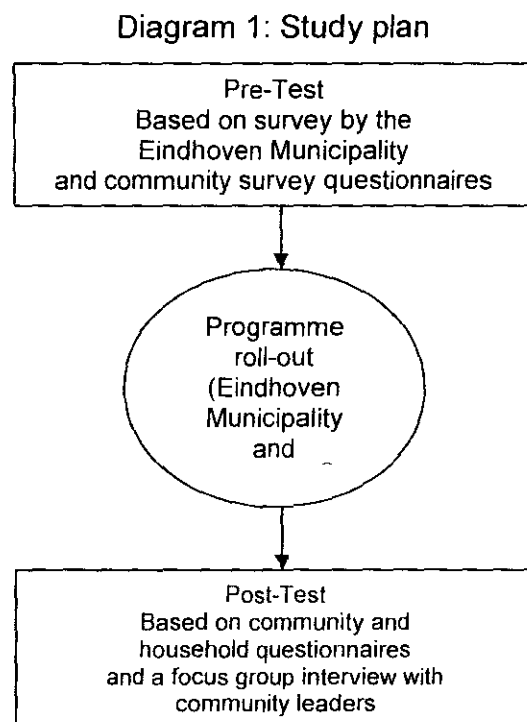 Diagram 1: Study plan
Pre-Test
Based on survey by the
Eindhoven Municipality
and community survey questionnaires
Programme
roll-out
(Eindhoven
Municipality
and
Post-Test
Based on community and
household questionnaires
and a focus group interview with
community leaders